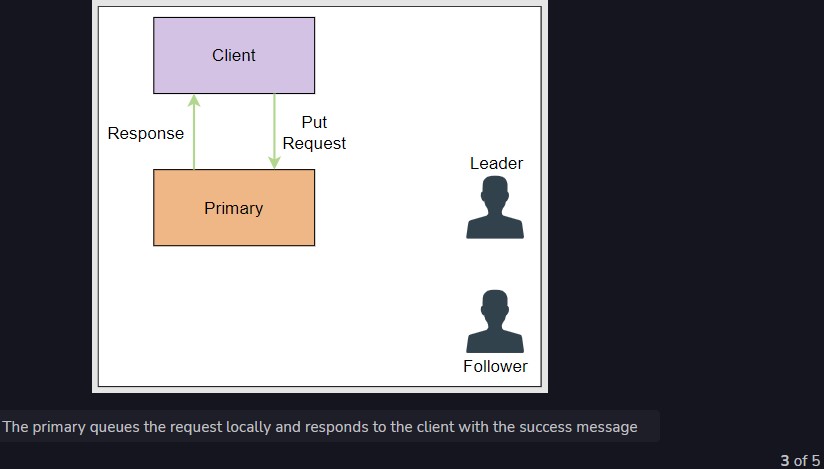 Client
Response
Put
Request
Leader
Primary
Follower
The primary queues the request locally and responds to the client with the success message
3 of 5